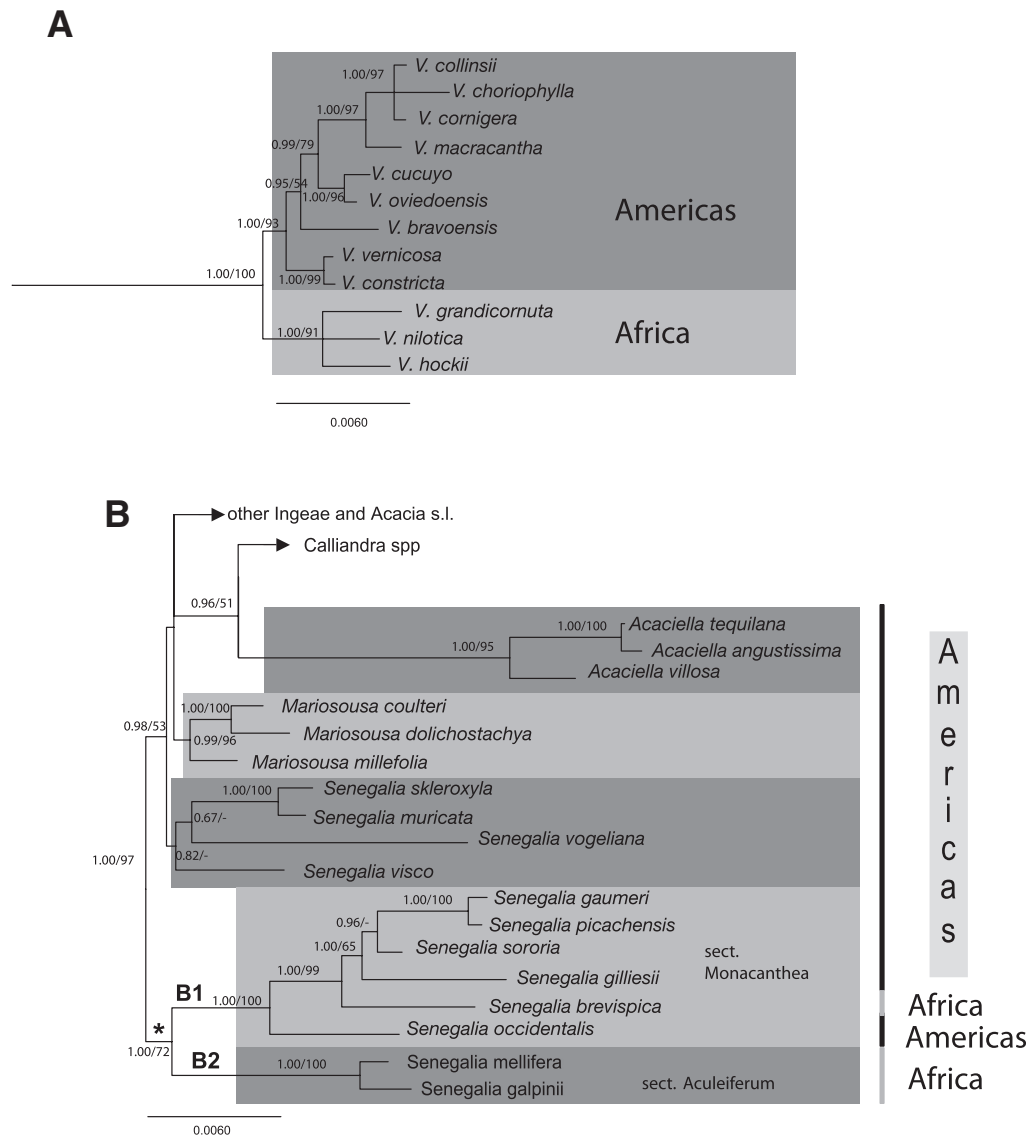 A
1.00/97
V. collinsii
V. choriophylla
1.00/97
V. cornigera
0.99/79
V. macracantha
0.95/54
V. cucuyo
1.00/96
V. oviedoensis
Americas
1.00/93
V. bravoensis
V. vernicosa
1.00/100
1.00/99
V. constricta
V. grandicornuta
1.00/91
V. nilotica
Africa
V. hockii
0.0060
B
other Ingeae and Acacia s.l.
Calliandra spp
0.96/51
1.00/100
Acaciella tequilana
1.00/95
Acaciella angustissima
Acaciella villosa
1.00/100
Mariosousa coulteri
0.98/53
0.99/96
Mariosousa dolichostachya
Mariosousa millefolia
1.00/100
Senegalia skleroxyla
0.67/-
Senegalia muricata
Senegalia vogeliana
0.82/-
1.00/97
Senegalia visco
1.00/100
Senegalia gaumeri
0.96/-
Senegalia picachensis
1.00/65
Senegalia sororia
sect.
Monacanthea
1.00/99
Senegalia gilliesii
B1
1.00/100
Senegalia brevispica
*
Senegalia occidentalis
1.00/72
B2
1.00/100
Senegalia mellifera
Senegalia galpinii
sect. Aculeiferum
Americas
Africa
Americas
Africa
0.0060